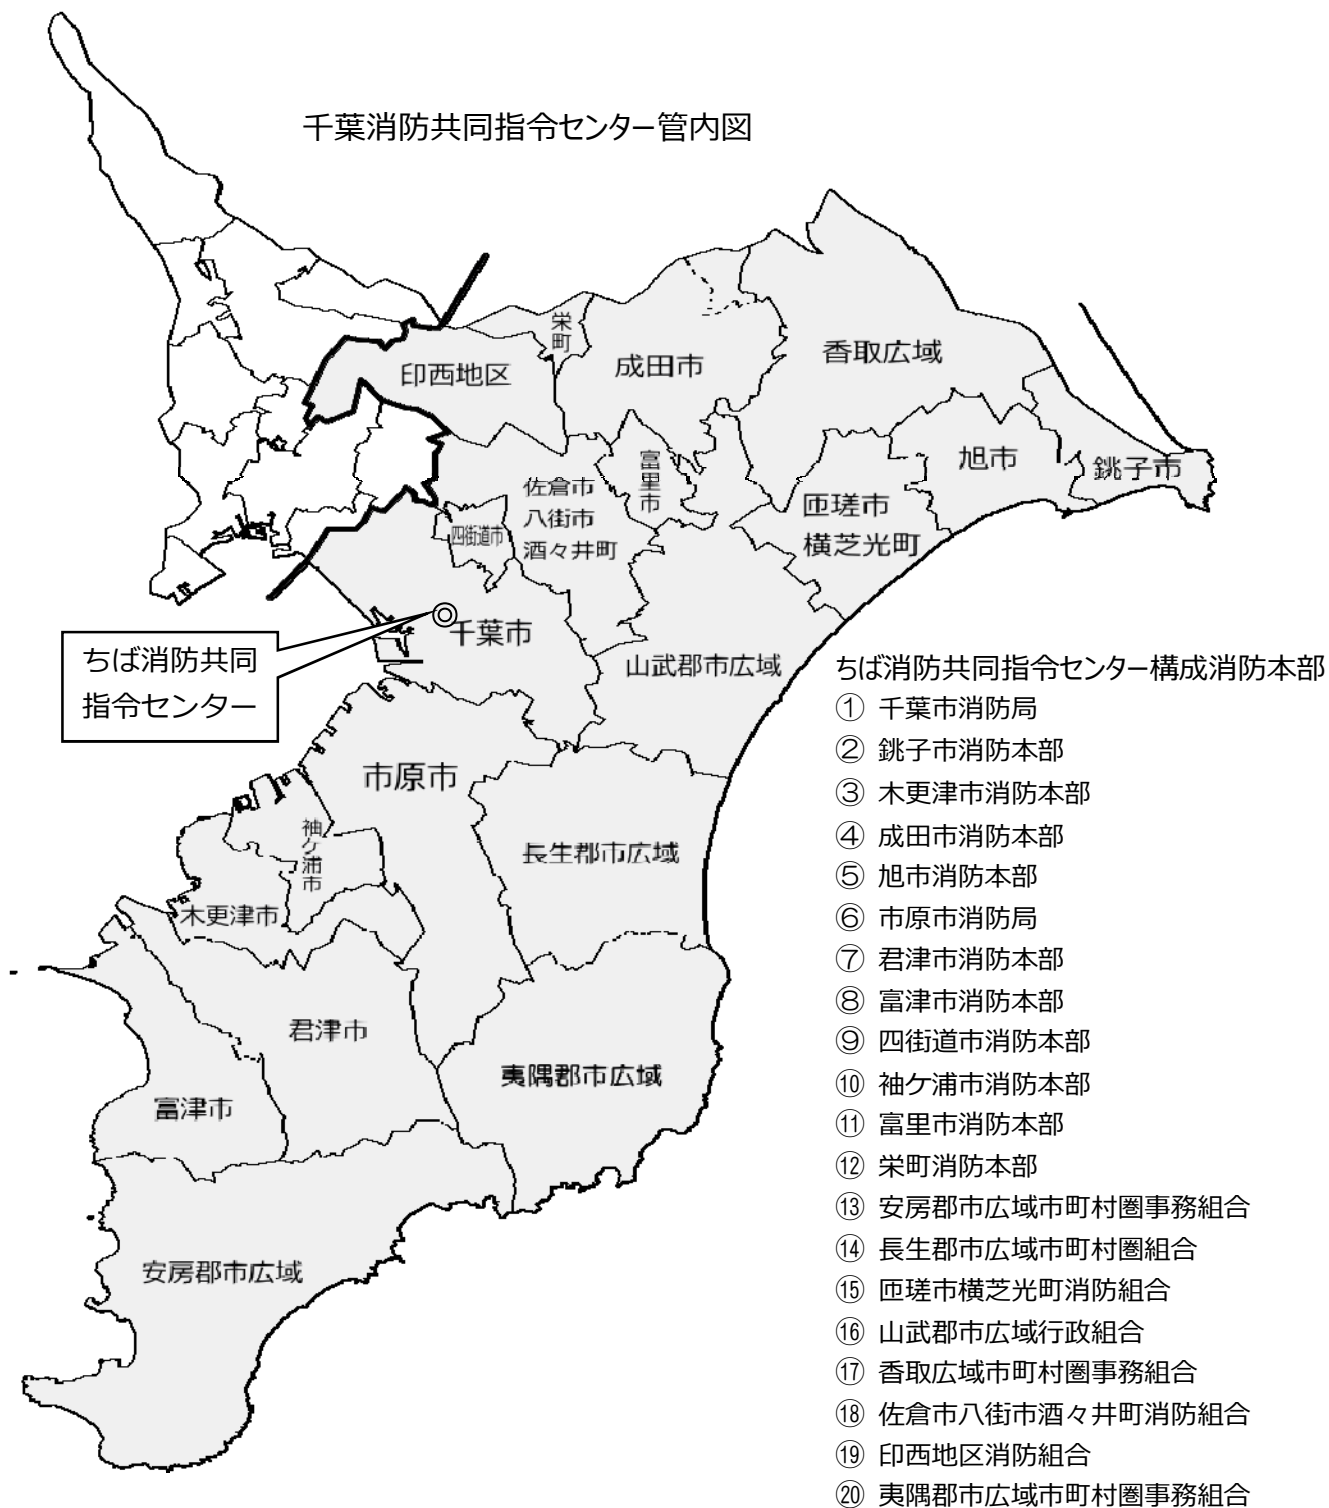 千葉消防共同指令センター管内図
栄町
印西地区
成田市
香取広域
富里市
旭市
銚子市
佐倉市
八街市
酒々井町
匝瑳市
横芝光町
四街道市
千葉市
ちば消防共同
指令センター
山武郡市広域
市原市
袖ケ浦市
長生郡市広域
木更津市
君津市
夷隅郡市広域
富津市
安房郡市広域
ちば消防共同指令センター構成消防本部
① 千葉市消防局
② 銚子市消防本部
③ 木更津市消防本部
④ 成田市消防本部
⑤ 旭市消防本部
⑥ 市原市消防局
⑦ 君津市消防本部
⑧ 富津市消防本部
⑨ 四街道市消防本部
⑩ 袖ケ浦市消防本部
⑪ 富里市消防本部
⑫ 栄町消防本部
⑬ 安房郡市広域市町村圏事務組合
⑭ 長生郡市広域市町村圏組合
⑮ 匝瑳市横芝光町消防組合
⑯ 山武郡市広域行政組合
⑰ 香取広域市町村圏事務組合
⑱ 佐倉市八街市酒々井町消防組合
⑲ 印西地区消防組合
⑳ 夷隅郡市広域市町村圏事務組合